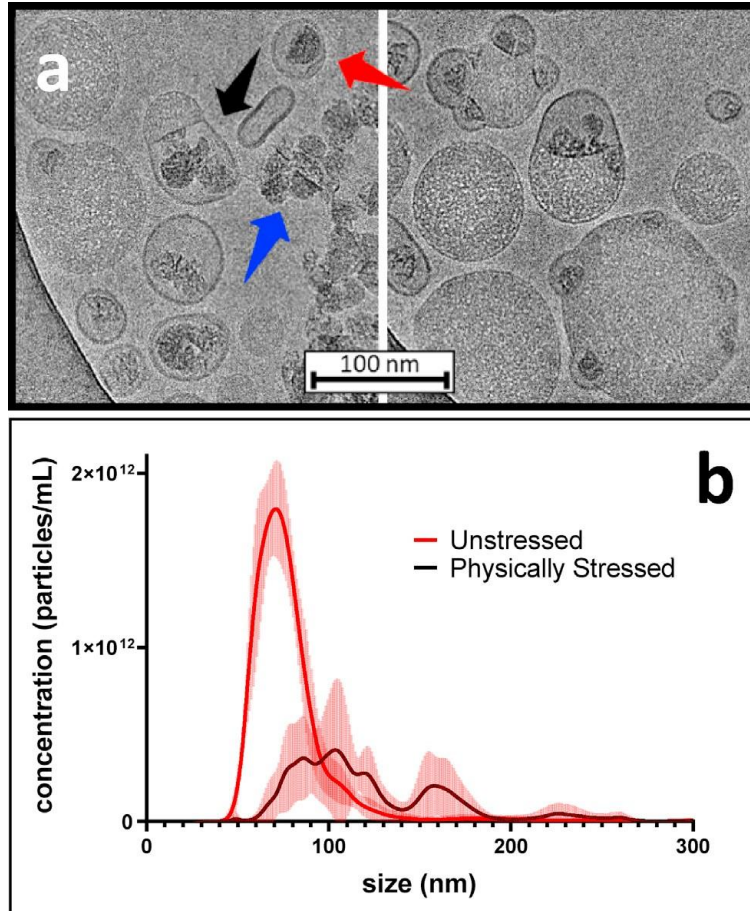 a
100 nm
b
2×10¹²
1×10¹²
0
concentration (particles/mL)
Unstressed
Physically Stressed
0 100 200 300
size (nm)